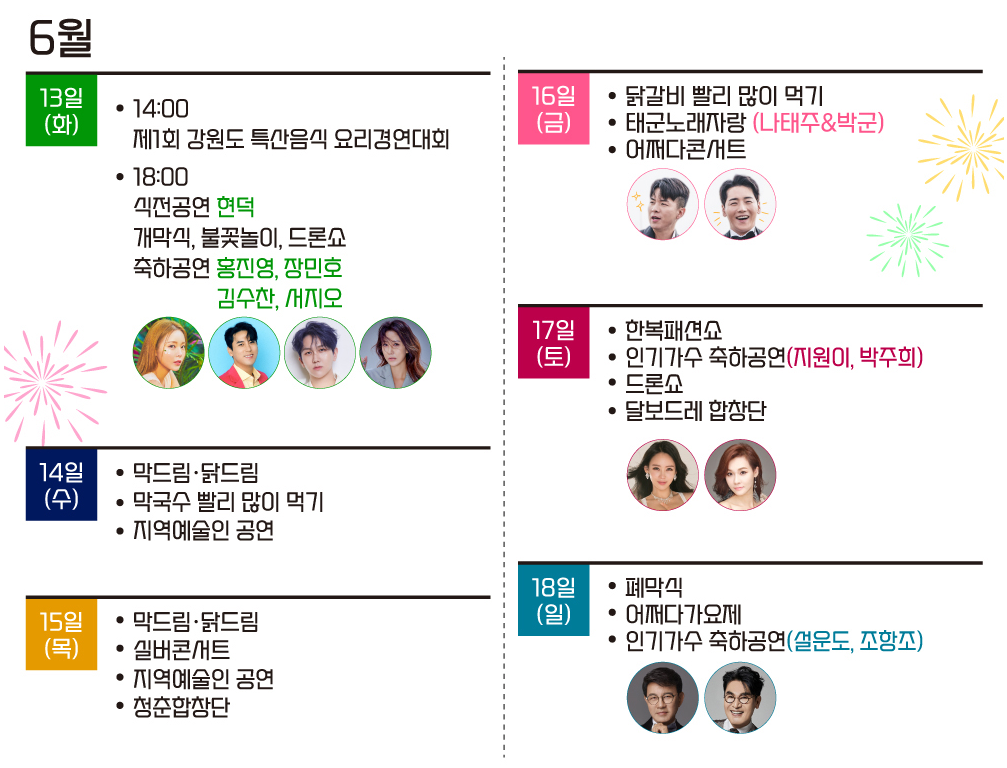 6월
13일
(화)
• 14:00
제1회 강원도 특산음식 요리경연대회
• 18:00
식전공연 현덕
개막식, 불꽃놀이, 드론쇼
축하공연 홍진영, 장민호
김수찬, 서지오
14일
(수)
• 막드림·닭드림
• 막국수 빨리 많이 먹기
• 지역예술인 공연
15일
(목)
• 막드림·닭드림
• 실버콘서트
• 지역예술인 공연
• 청춘합창단
16일
(금)
• 닭갈비 빨리 많이 먹기
• 태군노래자랑 (나태주&박군)
• 어쩌다콘서트
17일
(토)
• 한복패션쇼
• 인기가수 축하공연(지원이, 박주희)
• 드론쇼
• 달보드레 합창단
18일
(일)
• 폐막식
• 어쩌다가요제
• 인기가수 축하공연(설운도, 조항조)